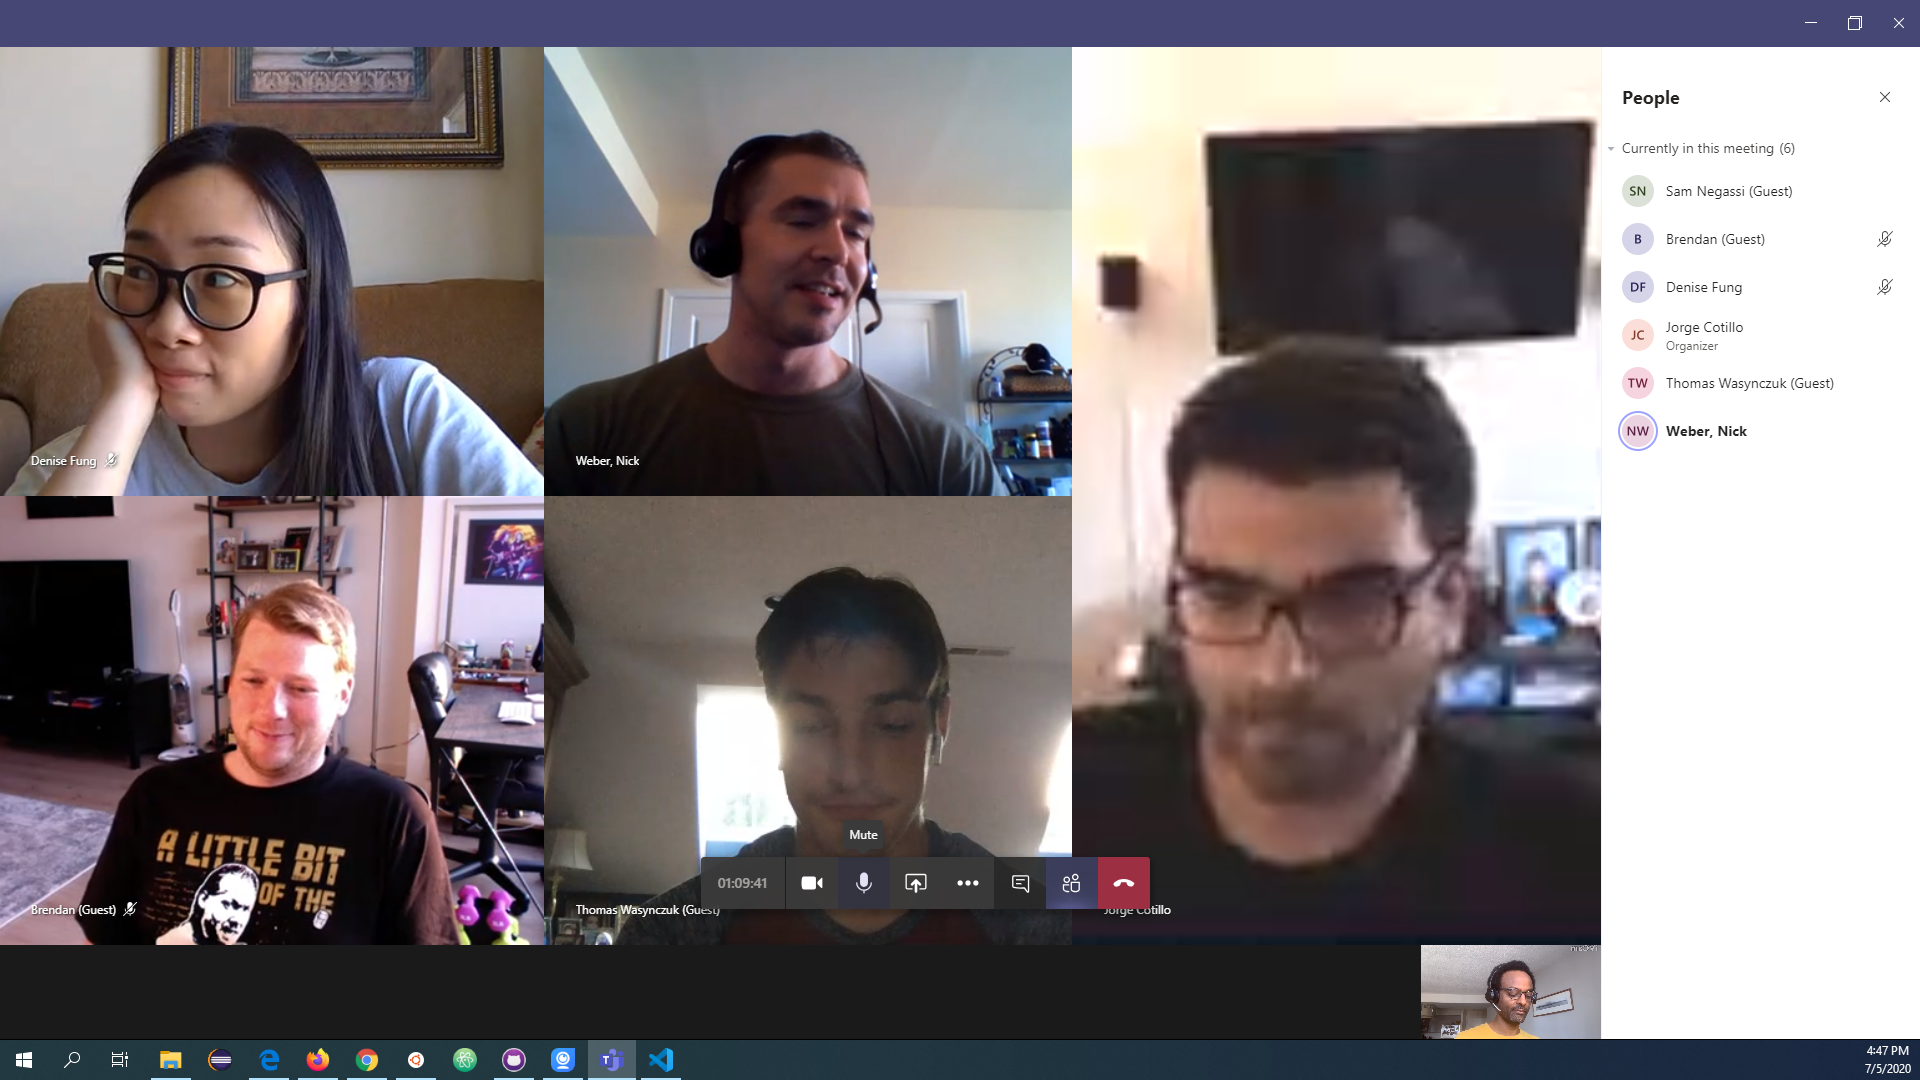 People
Currently in this meeting (6)
SN Sam Negassi (Guest)
B Brendan (Guest)
DF Denise Fung
JC Jorge Cotillo
Organizer
TW Thomas Wasynczuk (Guest)
NW Weber, Nick
Denise Fung
Weber, Nick
A LITTLE BIT
OF THE
Brendan (Guest)
Mute
01:09:41
Thomas Wasynczuk (Guest)
Jorge Cotillo
4:47 PM
7/5/2020